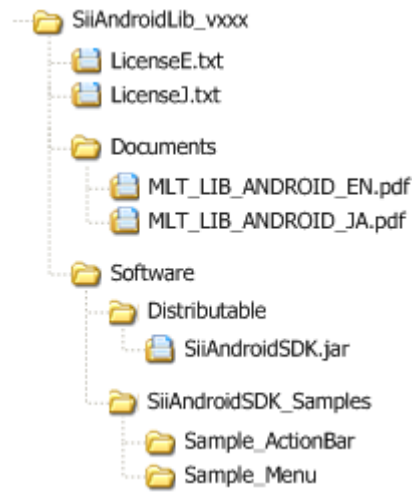 SiiAndroidLib_vxxx
LicenseE.txt
LicenseJ.txt
Documents
MLT_LIB_ANDROID_EN.pdf
MLT_LIB_ANDROID_JA.pdf
Software
Distributable
SiiAndroidSDK.jar
SiiAndroidSDK_Samples
Sample_ActionBar
Sample_Menu